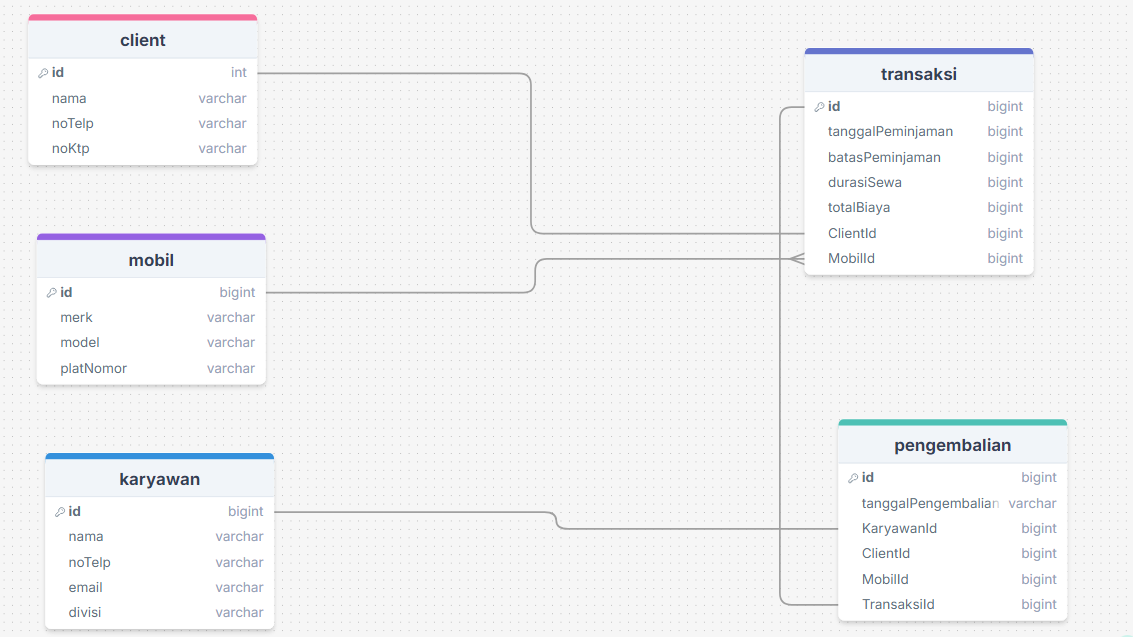 client
id int
nama varchar
noTelp varchar
noKtp varchar
mobil
id bigint
merk varchar
model varchar
platNomor varchar
karyawan
id bigint
nama varchar
noTelp varchar
email varchar
divisi varchar
transaksi
id bigint
tanggalPeminjaman bigint
batasPeminjaman bigint
durasiSewa bigint
totalBiaya bigint
ClientId bigint
MobilId bigint
pengembalian
id bigint
tanggalPengembalian varchar
KaryawanId bigint
ClientId bigint
MobilId bigint
TransaksiId bigint